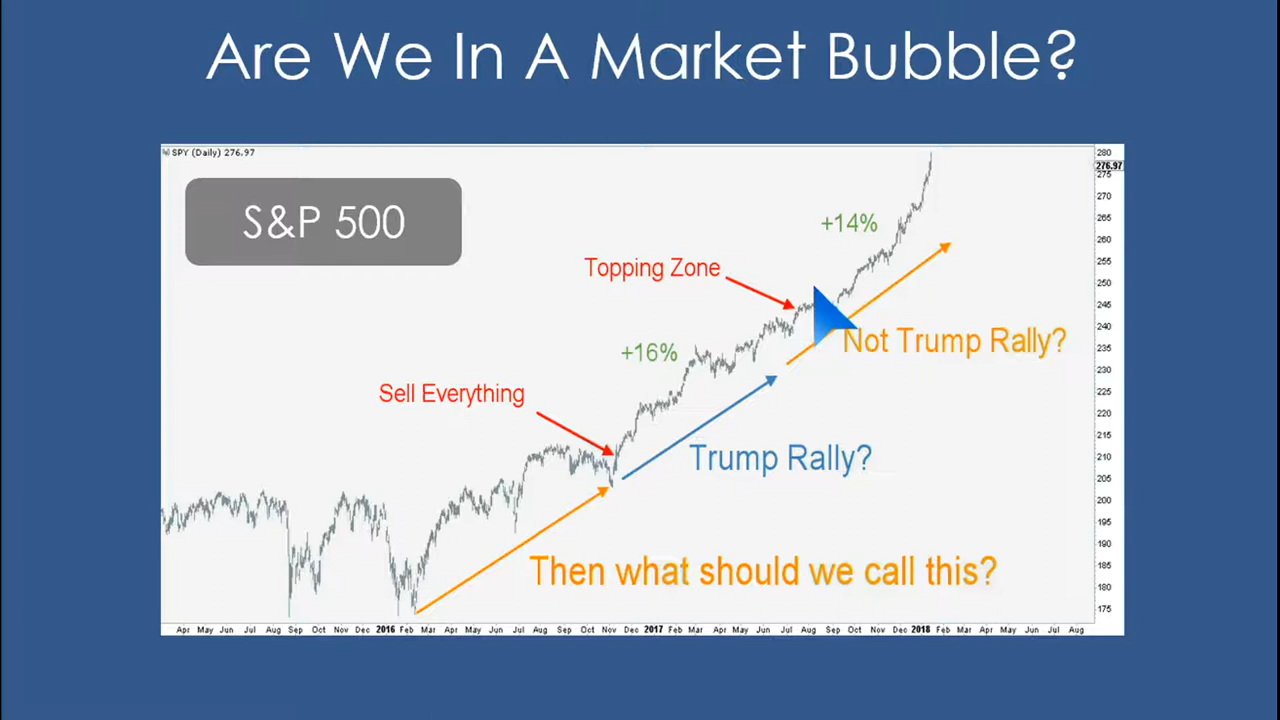 Are We In A Market Bubble?
SPY (Daily) 276.97
S&P 500
+14%
Topping Zone
Not Trump Rally?
+16%
Sell Everything
Trump Rally?
Then what should we call this?
280
276.97
275
270
265
260
255
250
245
240
235
230
225
220
215
210
205
200
195
190
185
180
175
Apr May Jun Jul Aug Sep Oct Nov Dec 2016 Feb Mar Apr May Jun Jul Aug Sep Oct Nov Dec 2017 Feb Mar Apr May Jun Jul Aug Sep Oct Nov Dec 2018 Feb Mar Apr May Jun Jul Aug